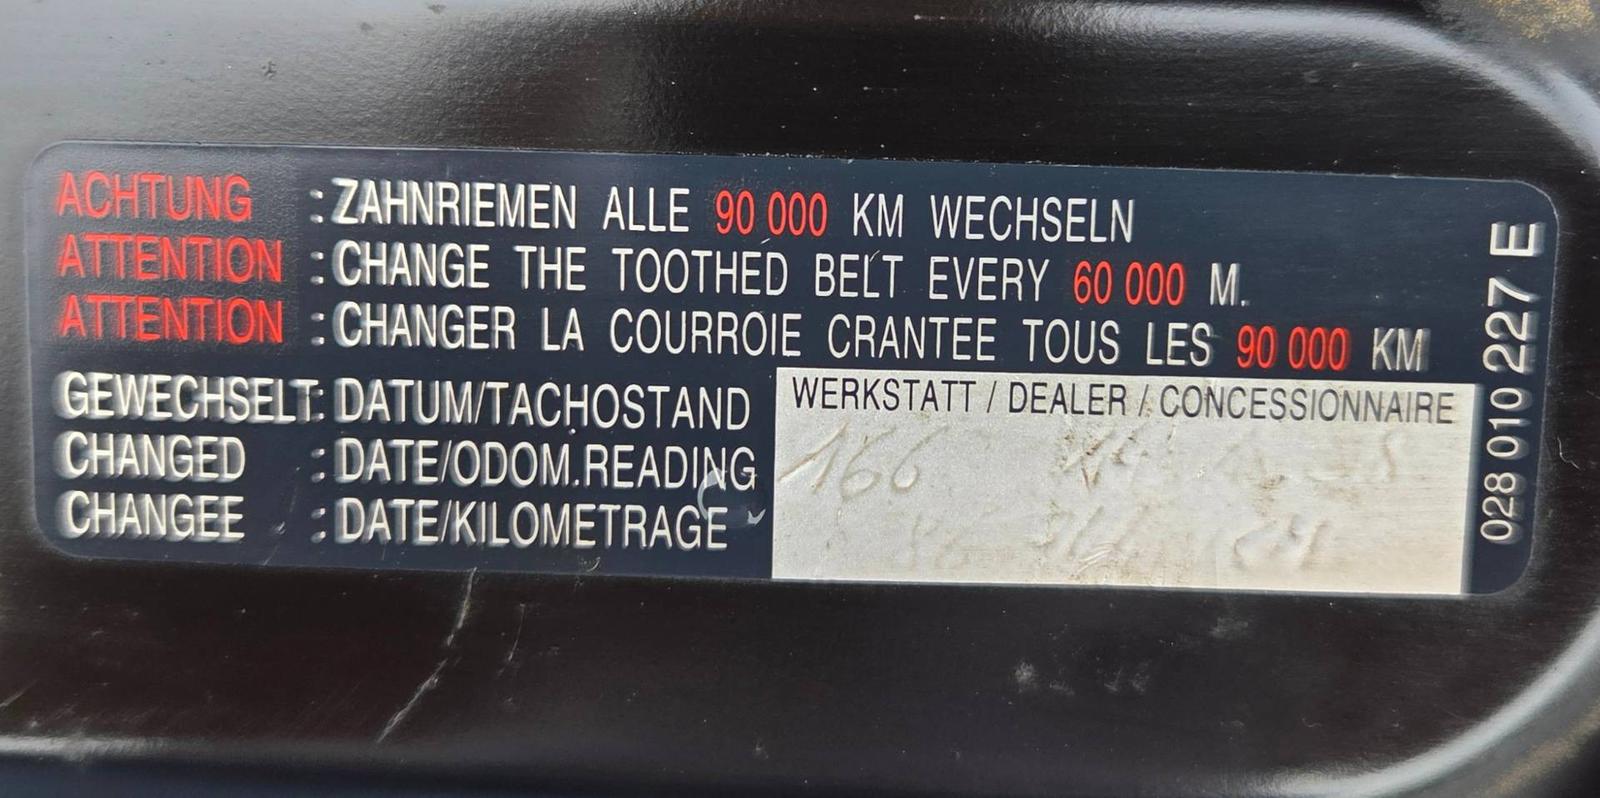 ACHTUNG : ZAHNRIEMEN ALLE 90 000 KM WECHSELN
ATTENTION : CHANGE THE TOOTHED BELT EVERY 60 000 M.
ATTENTION : CHANGER LA COURROIE CRANTEE TOUS LES 90 000 KM
GEWECHSELT: DATUM/TACHOSTAND
CHANGED : DATE/ODOM.READING
CHANGEE : DATE/KILOMETRAGE
WERKSTATT / DEALER / CONCESSIONNAIRE
166
028 010 227 E